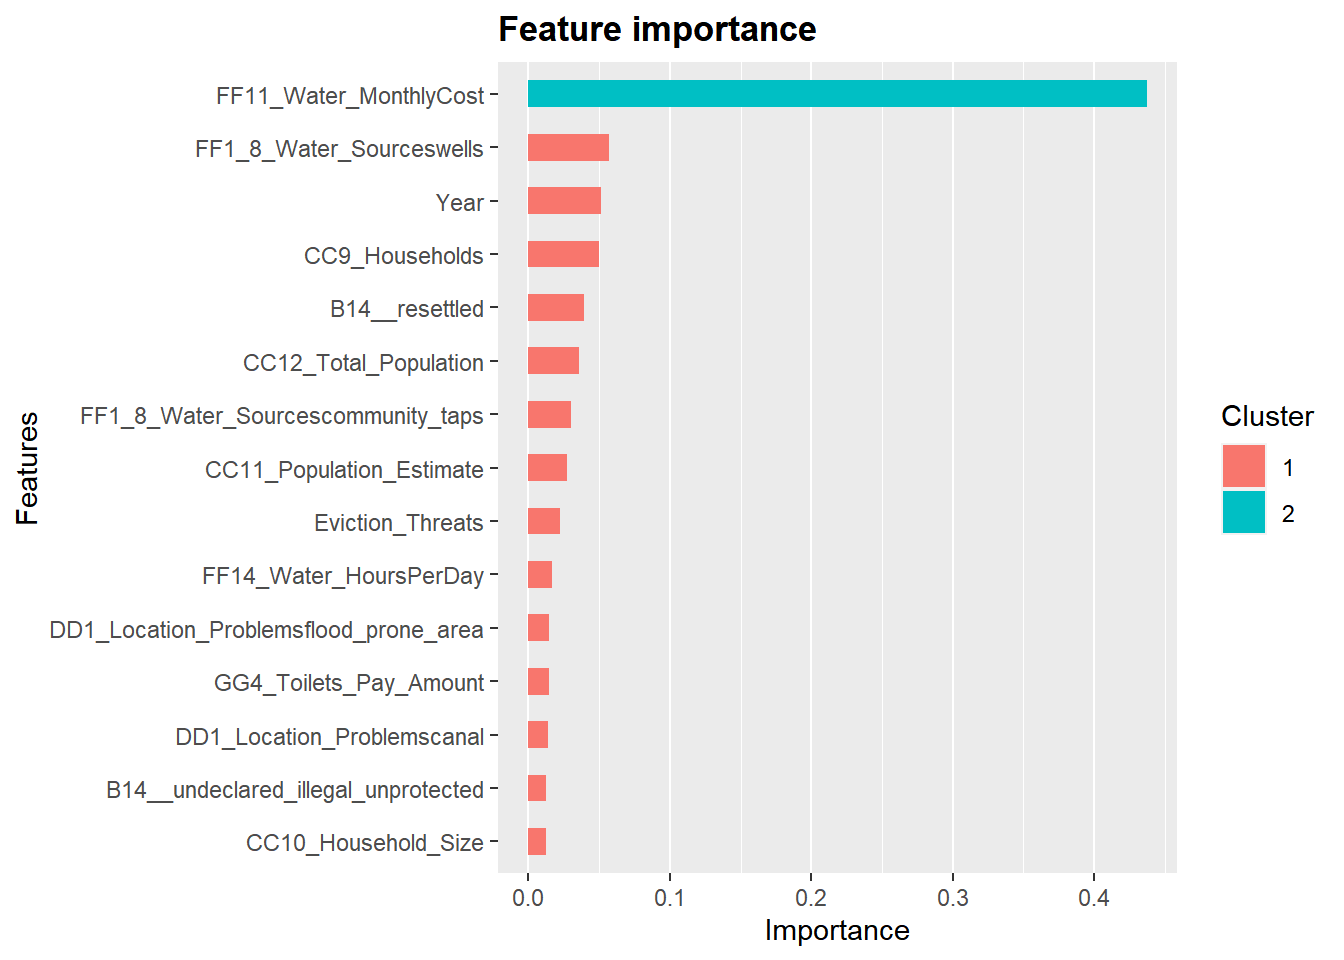 Feature importance
FF11_Water_MonthlyCost
FF1_8_Water_Sourceswells
Year
CC9_Households
B14__resettled
CC12_Total_Population
FF1_8_Water_Sourcescommunity_taps
CC11_Population_Estimate
Eviction_Threats
FF14_Water_HoursPerDay
DD1_Location_Problemsflood_prone_area
GG4_Toilets_Pay_Amount
DD1_Location_Problemscanal
B14__undeclared_illegal_unprotected
CC10_Household_Size
Features
0.0 0.1 0.2 0.3 0.4
Importance
Cluster
1
2